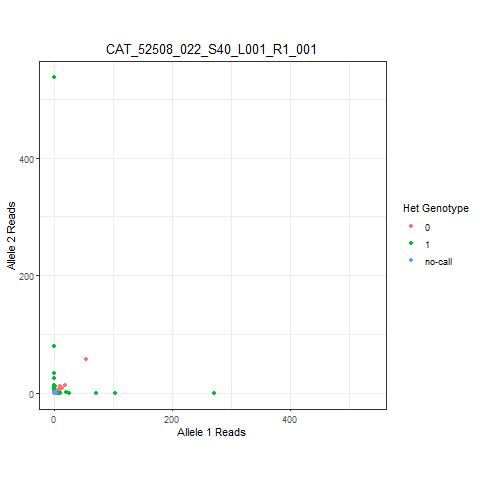 CAT_52508_022_S40_L001_R1_001
Allele 2 Reads
400
200
0
0
200
400
Allele 1 Reads
Het Genotype
0
1
no-call